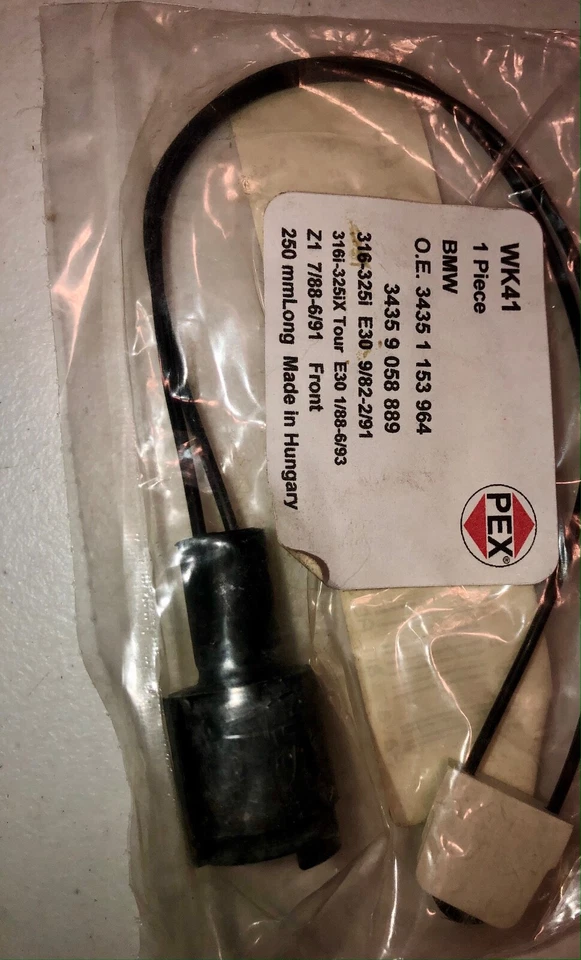 WK41
1 Piece
BMW
O.E. 3435 1 153 964
3435 9 058 889
316-325i E30 9/82-2/91
316i-325iX Tour E30 1/88-6/93
Z1 7/88-6/91 Front
250 mmLong Made in Hungary
PEX®